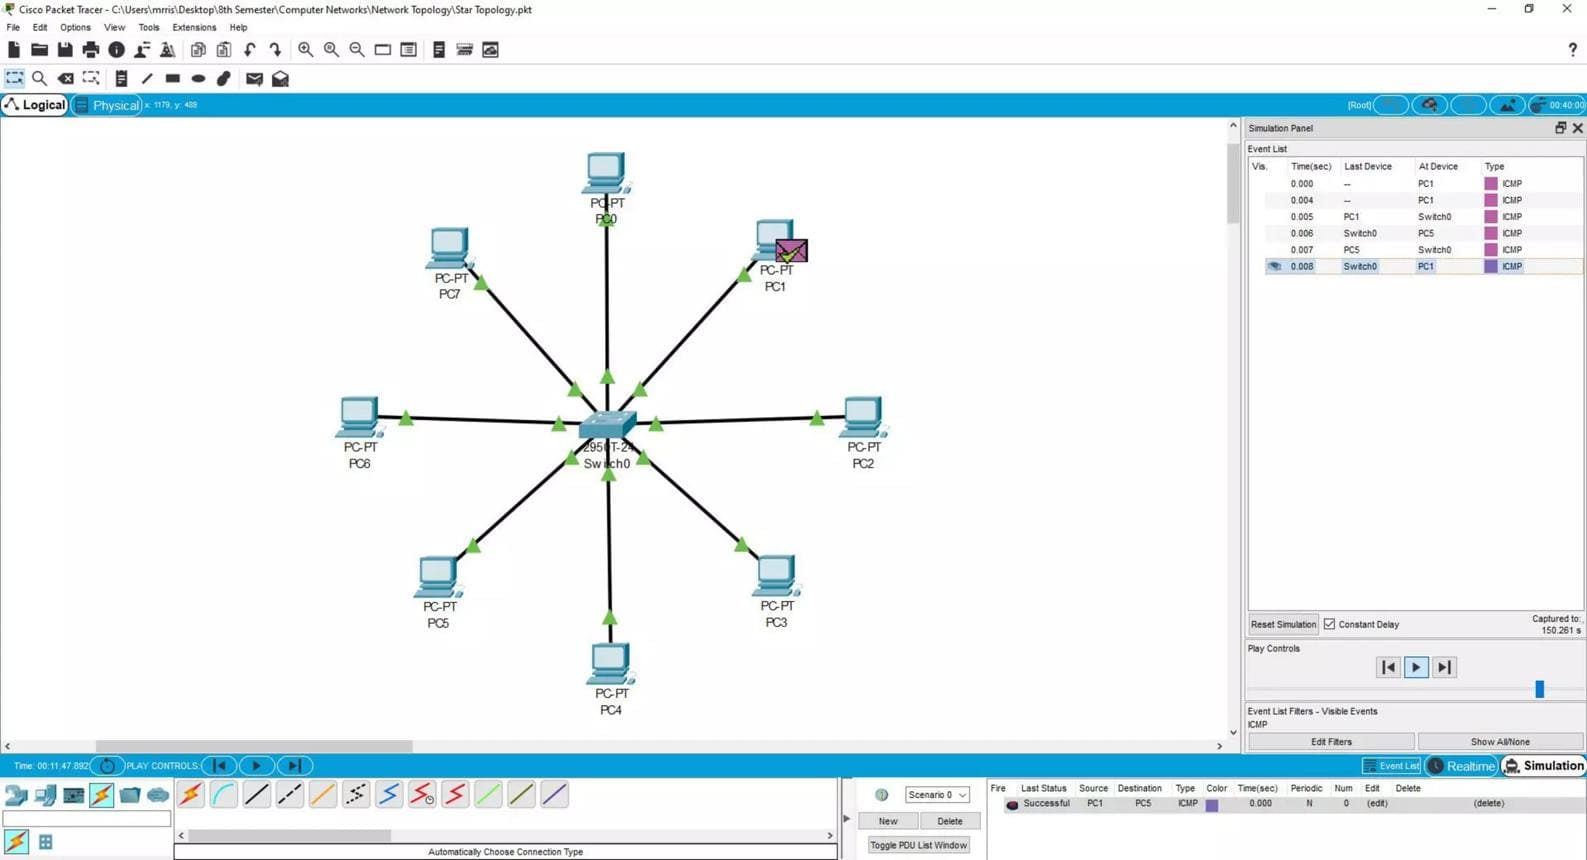 Cisco Packet Tracer - C:\Users\mrris\Desktop\8th Semester\Computer Networks\Network Topology\Star Topology.pkt
File Edit Options View Tools Extensions Help
?
Logical Physical x: 1179, y: 489 [Root] 00:40:00
Simulation Panel
Event List
Vis. Time(sec) Last Device At Device Type
0.000 -- PC1 ICMP
0.004 -- PC1 ICMP
0.005 PC1 Switch0 ICMP
0.006 Switch0 PC5 ICMP
0.007 PC5 Switch0 ICMP
0.008 Switch0 PC1 ICMP
PC-PT
PC0
PC-PT
PC1
PC-PT
PC7
PC-PT
PC6
2950T-24
Switch0
PC-PT
PC2
PC-PT
PC5
PC-PT
PC3
PC-PT
PC4
Reset Simulation Constant Delay Captured to:
150.261 s
Play Controls
Event List Filters - Visible Events
ICMP
Edit Filters Show All/None
Time: 00:11:47.892 PLAY CONTROLS: Event List Realtime Simulation
Scenario 0
New Delete
Toggle PDU List Window
Fire Last Status Source Destination Type Color Time(sec) Periodic Num Edit Delete
Successful PC1 PC5 ICMP 0.000 N 0 (edit) (delete)
Automatically Choose Connection Type